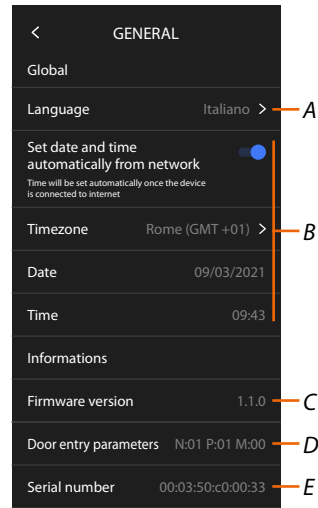 < GENERAL
Global
Language Italiano > A
Set date and time
automatically from network
Time will be set automatically once the device
is connected to internet
Timezone Rome (GMT +01) > B
Date 09/03/2021
Time 09:43
Informations
Firmware version 1.1.0 C
Door entry parameters N:01 P:01 M:00 D
Serial number 00:03:50:c0:00:33 E